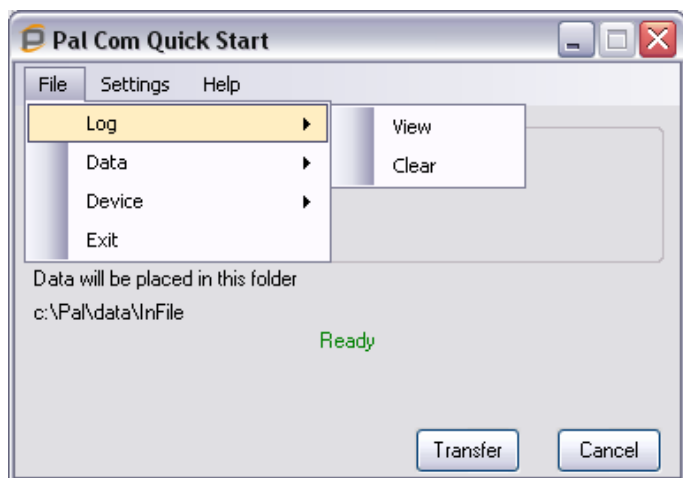 Pal Com Quick Start
File Settings Help
Log View
Data Clear
Device
Exit
Data will be placed in this folder
c:\Pal\data\InFile
Ready
Transfer Cancel